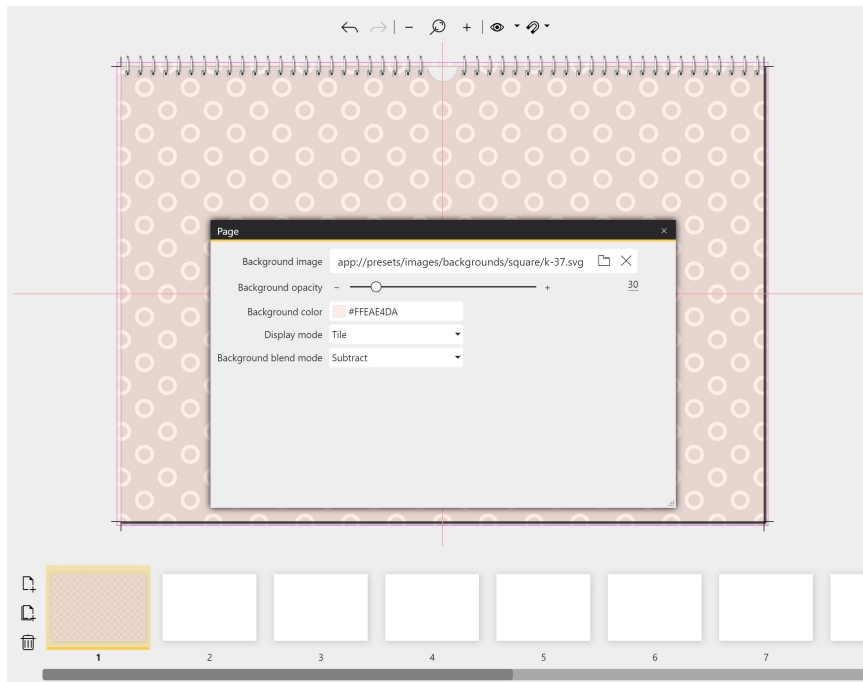 Page
Background image app://presets/images/backgrounds/square/k-37.svg
Background opacity - + 30
Background color #FFEAE4DA
Display mode Tile
Background blend mode Subtract
1 2 3 4 5 6 7